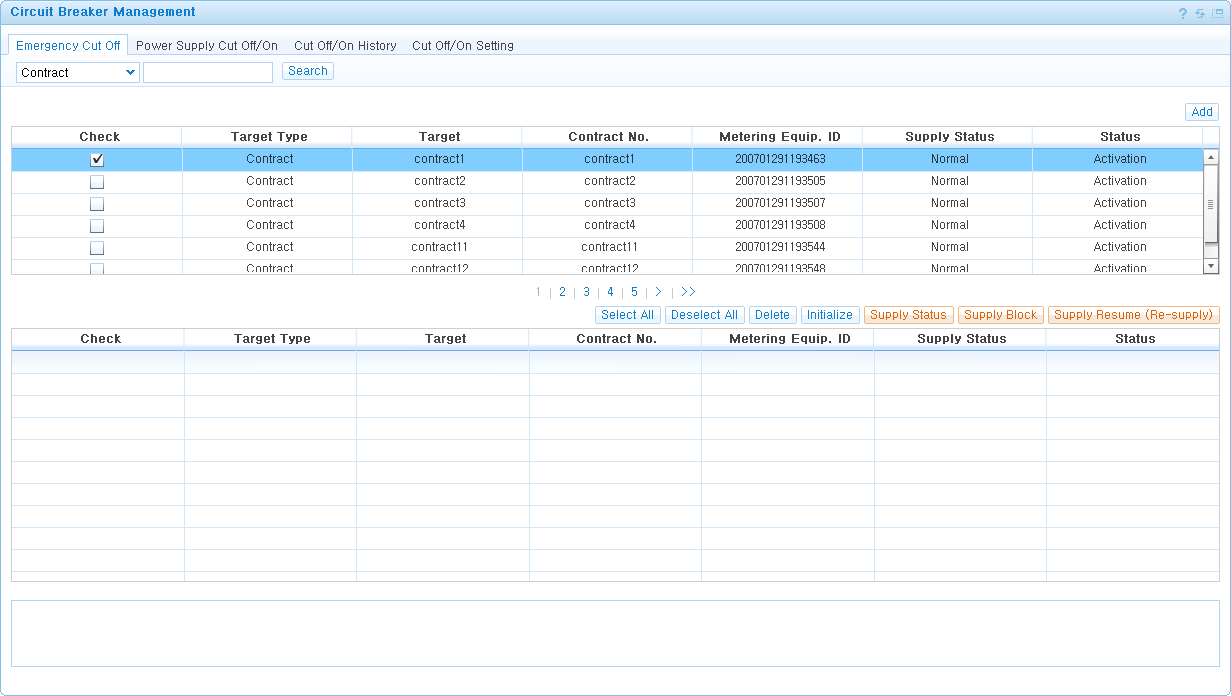 Circuit Breaker Management ?
Emergency Cut Off Power Supply Cut Off/On Cut Off/On History Cut Off/On Setting
Contract Search
Add
Check Target Type Target Contract No. Metering Equip. ID Supply Status Status
Contract contract1 contract1 200701291193463 Normal Activation
Contract contract2 contract2 200701291193505 Normal Activation
Contract contract3 contract3 200701291193507 Normal Activation
Contract contract4 contract4 200701291193508 Normal Activation
Contract contract11 contract11 200701291193544 Normal Activation
Contract contract12 contract12 200701291193548 Normal Activation
1 | 2 | 3 | 4 | 5 | > | >>
Select All Deselect All Delete Initialize Supply Status Supply Block Supply Resume (Re-supply)
Check Target Type Target Contract No. Metering Equip. ID Supply Status Status